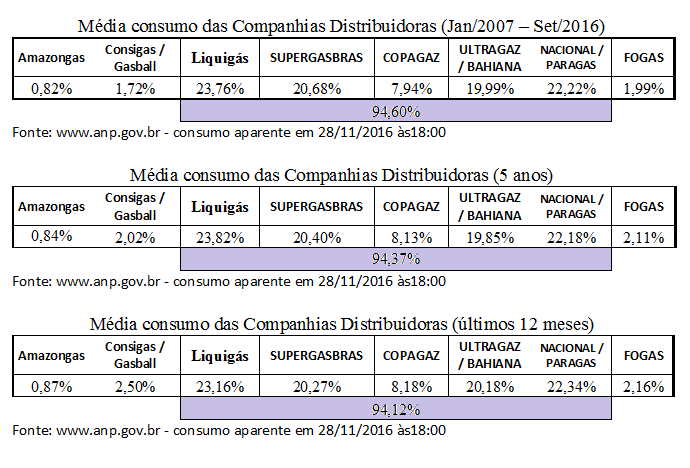 Média consumo das Companhias Distribuidoras (Jan/2007 – Set/2016)
Amazongas Consigas / Gasball Liquigás SUPERGASBRAS COPAGAZ ULTRAGAZ / BAHIANA NACIONAL / PARAGAS FOGAS
0,82% 1,72% 23,76% 20,68% 7,94% 19,99% 22,22% 1,99%
94,60%
Fonte: www.anp.gov.br - consumo aparente em 28/11/2016 às18:00
Média consumo das Companhias Distribuidoras (5 anos)
Amazongas Consigas / Gasball Liquigás SUPERGASBRAS COPAGAZ ULTRAGAZ / BAHIANA NACIONAL / PARAGAS FOGAS
0,84% 2,02% 23,82% 20,40% 8,13% 19,85% 22,18% 2,11%
94,37%
Fonte: www.anp.gov.br - consumo aparente em 28/11/2016 às18:00
Média consumo das Companhias Distribuidoras (últimos 12 meses)
Amazongas Consigas / Gasball Liquigás SUPERGASBRAS COPAGAZ ULTRAGAZ / BAHIANA NACIONAL / PARAGAS FOGAS
0,87% 2,50% 23,16% 20,27% 8,18% 20,18% 22,34% 2,16%
94,12%
Fonte: www.anp.gov.br - consumo aparente em 28/11/2016 às18:00